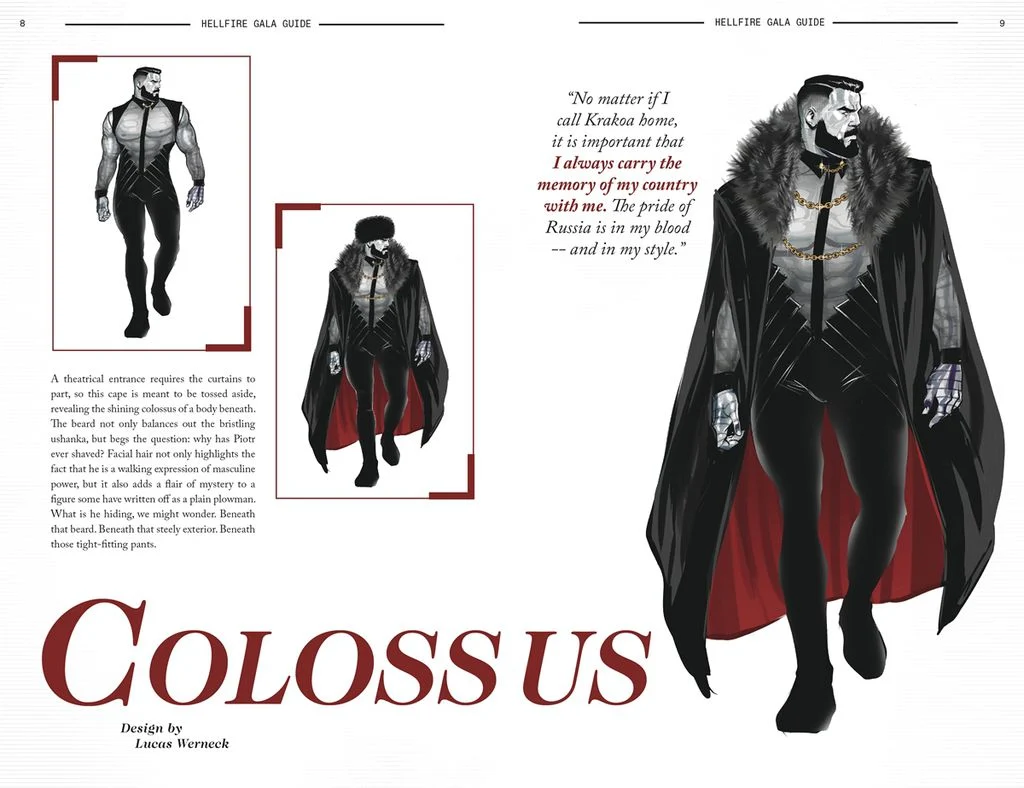 8
HELLFIRE GALA GUIDE
HELLFIRE GALA GUIDE
9
“No matter if I
call Krakoa home,
it is important that
I always carry the
memory of my country
with me. The pride of
Russia is in my blood
-- and in my style.”
A theatrical entrance requires the curtains to
part, so this cape is meant to be tossed aside,
revealing the shining colossus of a body beneath.
The beard not only balances out the bristling
ushanka, but begs the question: why has Piotr
ever shaved? Facial hair not only highlights the
fact that he is a walking expression of masculine
power, but it also adds a flair of mystery to a
figure some have written off as a plain plowman.
What is he hiding, we might wonder. Beneath
that beard. Beneath that steely exterior. Beneath
those tight-fitting pants.
COLOSSUS
Design by
Lucas Werneck